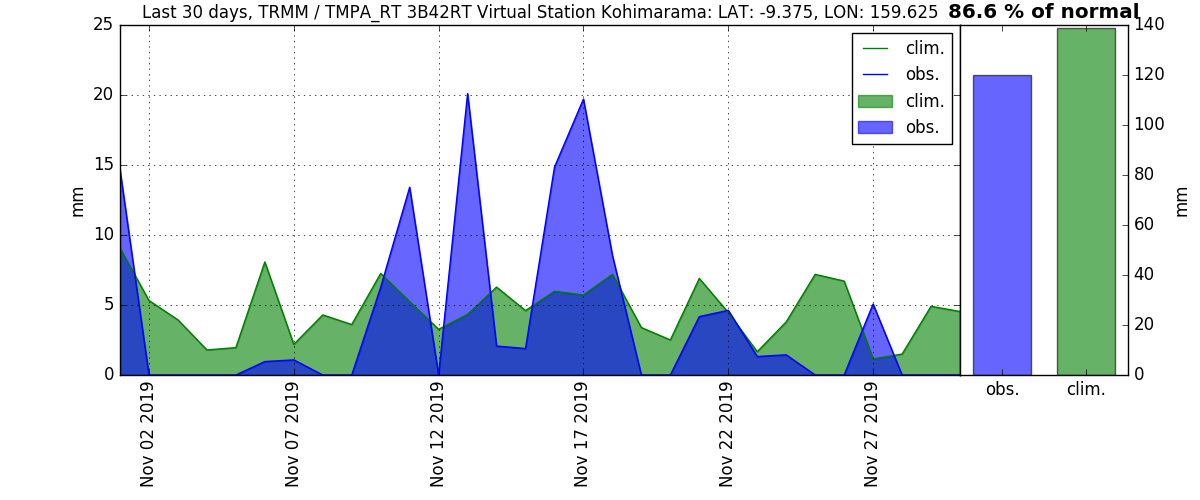 Last 30 days, TRMM / TMPA_RT 3B42RT Virtual Station Kohimarama: LAT: -9.375, LON: 159.625
86.6 % of normal
25
20
15
10
5
0
mm
clim.
obs.
clim.
obs.
Nov 02 2019
Nov 07 2019
Nov 12 2019
Nov 17 2019
Nov 22 2019
Nov 27 2019
140
120
100
80
60
40
20
0
mm
obs.
clim.